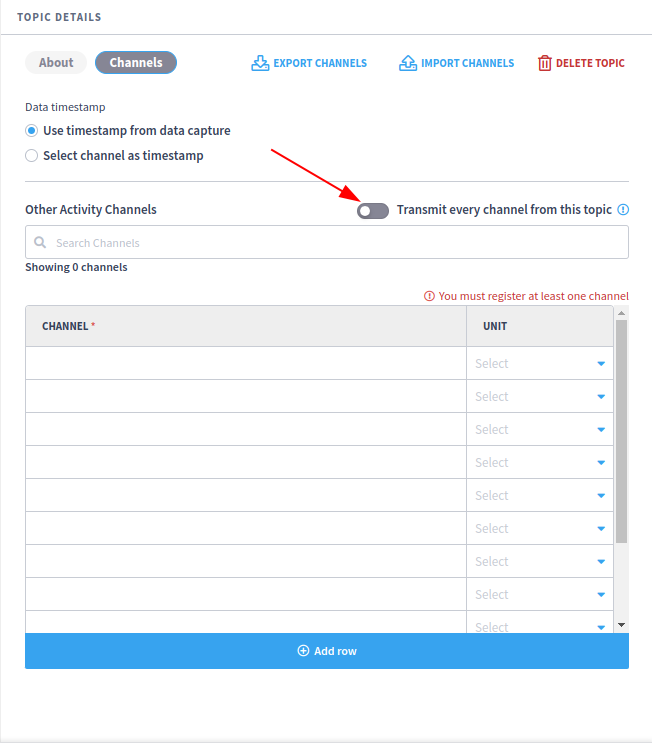 TOPIC DETAILS
About Channels EXPORT CHANNELS IMPORT CHANNELS DELETE TOPIC
Data timestamp
Use timestamp from data capture
Select channel as timestamp
Other Activity Channels Transmit every channel from this topic
Search Channels
Showing 0 channels
You must register at least one channel
CHANNEL * UNIT
Select
Select
Select
Select
Select
Select
Select
Select
Select
Add row